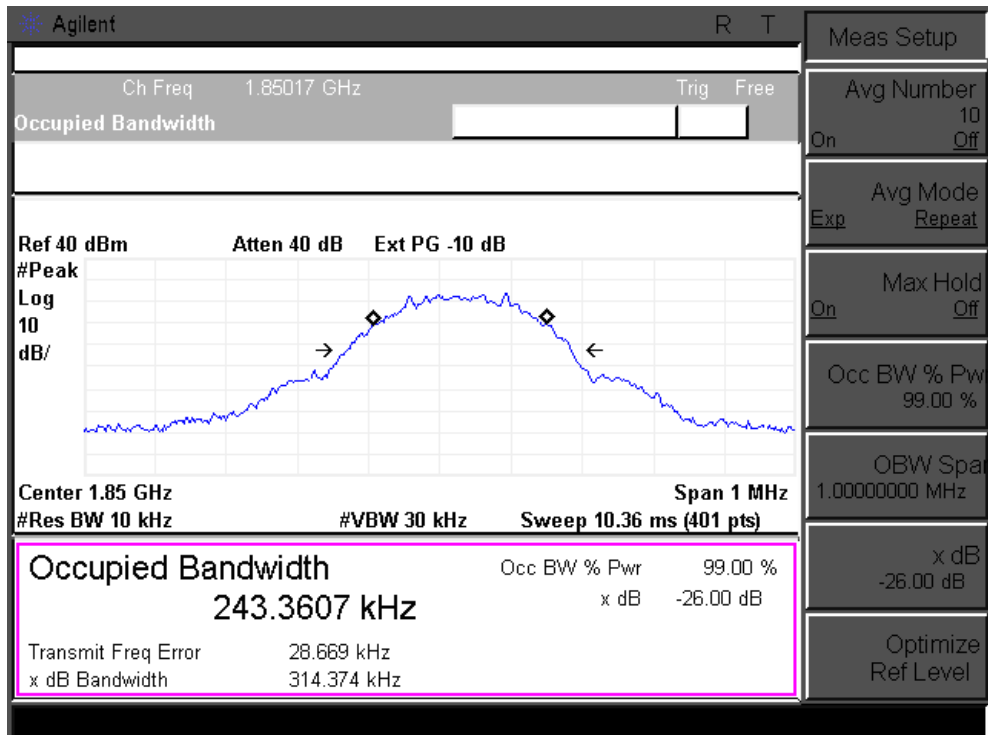 Agilent R T
Ch Freq 1.85017 GHz Trig Free
Occupied Bandwidth
Ref 40 dBm Atten 40 dB Ext PG -10 dB
#Peak
Log
10
dB/
Center 1.85 GHz Span 1 MHz
#Res BW 10 kHz #VBW 30 kHz Sweep 10.36 ms (401 pts)
Occupied Bandwidth
243.3607 kHz
Occ BW % Pwr 99.00 %
x dB -26.00 dB
Transmit Freq Error 28.669 kHz
x dB Bandwidth 314.374 kHz
Meas Setup
Avg Number
10
On Off
Avg Mode
Exp Repeat
Max Hold
On Off
Occ BW % Pw
99.00 %
OBW Spa
1.00000000 MHz
x dB
-26.00 dB
Optimize
Ref Level